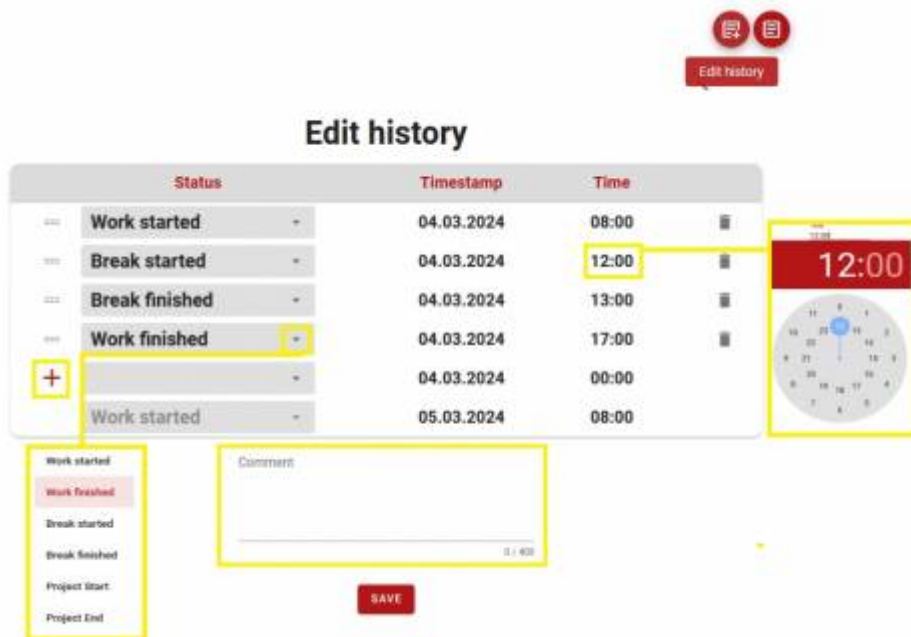 Edit history
Edit history
Status Timestamp Time
Work started 04.03.2024 08:00
Break started 04.03.2024 12:00
Break finished 04.03.2024 13:00
Work finished 04.03.2024 17:00
04.03.2024 00:00
Work started 05.03.2024 08:00
12:00
Work started
Work finished
Break started
Break finished
Project Start
Project End
Comment
0 / 400
SAVE